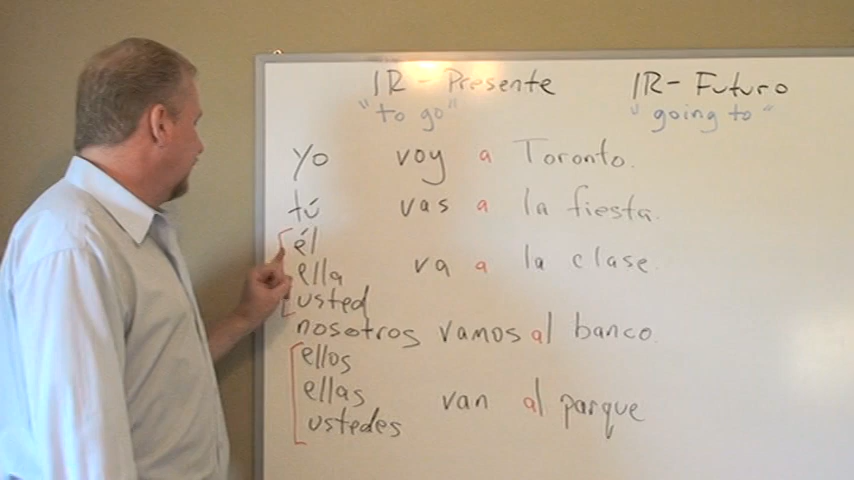 IR - Presente IR - Futuro
"to go" "going to"
yo voy a Toronto.
tú vas a la fiesta.
él
ella va a la clase.
usted
nosotros vamos al banco.
ellos
ellas van al parque
ustedes